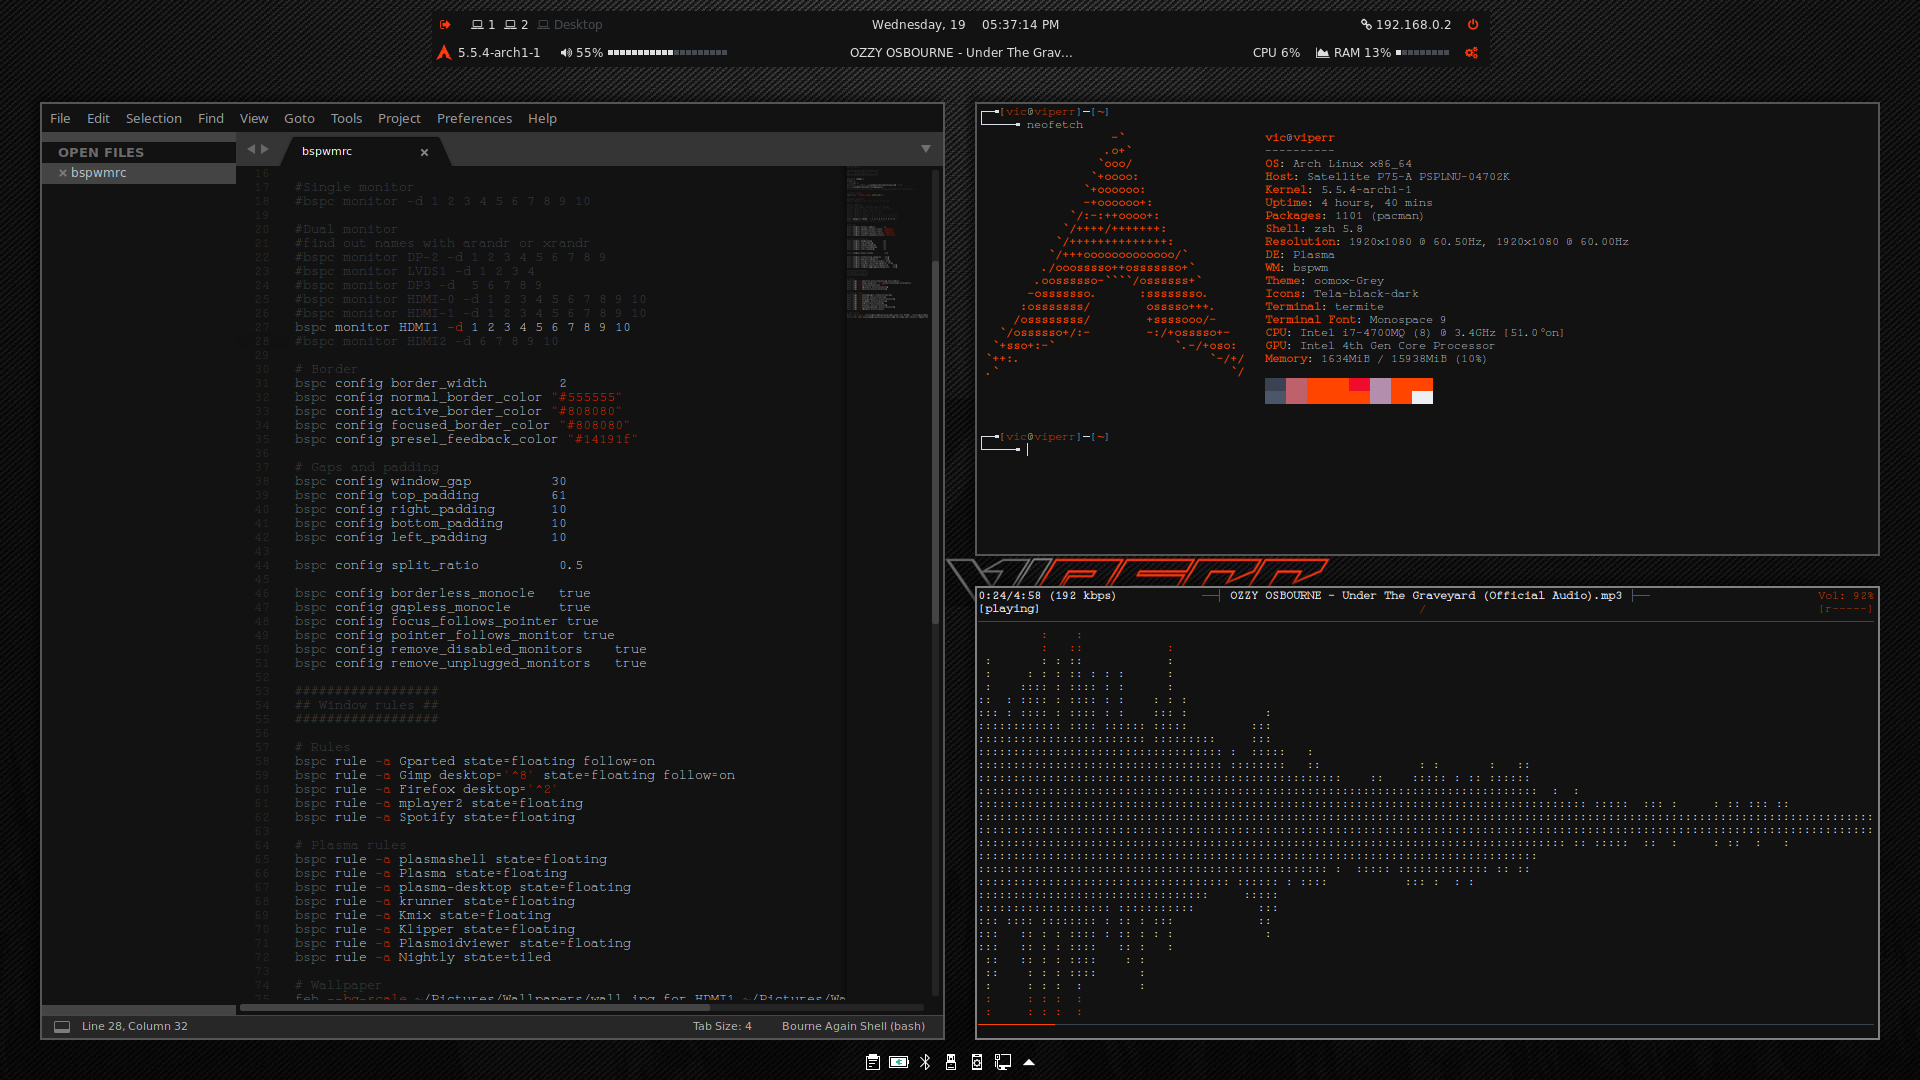 1 2 Desktop Wednesday, 19 05:37:14 PM 192.168.0.2
5.5.4-arch1-1 55% OZZY OSBOURNE - Under The Grav... CPU 6% RAM 13%
File Edit Selection Find View Goto Tools Project Preferences Help
OPEN FILES
bspwmrc
bspwmrc
16
17 #Single monitor
18 #bspc monitor -d 1 2 3 4 5 6 7 8 9 10
19
20 #Dual monitor
21 #find out names with arandr or xrandr
22 #bspc monitor DP-2 -d 1 2 3 4 5 6 7 8 9
23 #bspc monitor LVDS1 -d 1 2 3 4
24 #bspc monitor DP3 -d  5 6 7 8 9
25 #bspc monitor HDMI-0 -d 1 2 3 4 5 6 7 8 9 10
26 #bspc monitor HDMI-1 -d 1 2 3 4 5 6 7 8 9 10
27 bspc monitor HDMI1 -d 1 2 3 4 5 6 7 8 9 10
28 #bspc monitor HDMI2 -d 6 7 8 9 10
29
30 # Border
31 bspc config border_width 2
32 bspc config normal_border_color "#555555"
33 bspc config active_border_color "#808080"
34 bspc config focused_border_color "#808080"
35 bspc config presel_feedback_color "#14191f"
36
37 # Gaps and padding
38 bspc config window_gap 30
39 bspc config top_padding 61
40 bspc config right_padding 10
41 bspc config bottom_padding 10
42 bspc config left_padding 10
43
44 bspc config split_ratio 0.5
45
46 bspc config borderless_monocle true
47 bspc config gapless_monocle true
48 bspc config focus_follows_pointer true
49 bspc config pointer_follows_monitor true
50 bspc config remove_disabled_monitors true
51 bspc config remove_unplugged_monitors true
52
53 ##################
54 ## Window rules ##
55 ##################
56
57 # Rules
58 bspc rule -a Gparted state=floating follow=on
59 bspc rule -a Gimp desktop='^8' state=floating follow=on
60 bspc rule -a Firefox desktop='^2'
61 bspc rule -a mplayer2 state=floating
62 bspc rule -a Spotify state=floating
63
64 # Plasma rules
65 bspc rule -a plasmashell state=floating
66 bspc rule -a Plasma state=floating
67 bspc rule -a plasma-desktop state=floating
68 bspc rule -a krunner state=floating
69 bspc rule -a Kmix state=floating
70 bspc rule -a Klipper state=floating
71 bspc rule -a Plasmoidviewer state=floating
72 bspc rule -a Nightly state=tiled
73
74 # Wallpaper
75 feh --bg-scale ~/Pictures/Wallpapers/wall.jpg for HDMI1 ~/Pictures/Wa
Line 28, Column 32 Tab Size: 4 Bourne Again Shell (bash)
[vic@viperr]-[~]
neofetch
vic@viperr
----------
OS: Arch Linux x86_64
Host: Satellite P75-A PSPLNU-04702K
Kernel: 5.5.4-arch1-1
Uptime: 4 hours, 40 mins
Packages: 1101 (pacman)
Shell: zsh 5.8
Resolution: 1920x1080 @ 60.50Hz, 1920x1080 @ 60.00Hz
DE: Plasma
WM: bspwm
Theme: oomox-Grey
Icons: Tela-black-dark
Terminal: termite
Terminal Font: Monospace 9
CPU: Intel i7-4700MQ (8) @ 3.4GHz [51.0°on]
GPU: Intel 4th Gen Core Processor
Memory: 1634MiB / 15938MiB (10%)
[vic@viperr]-[~]
0:24/4:58 (192 kbps) OZZY OSBOURNE - Under The Graveyard (Official Audio).mp3 Vol: 92%
[playing] / [r-----]